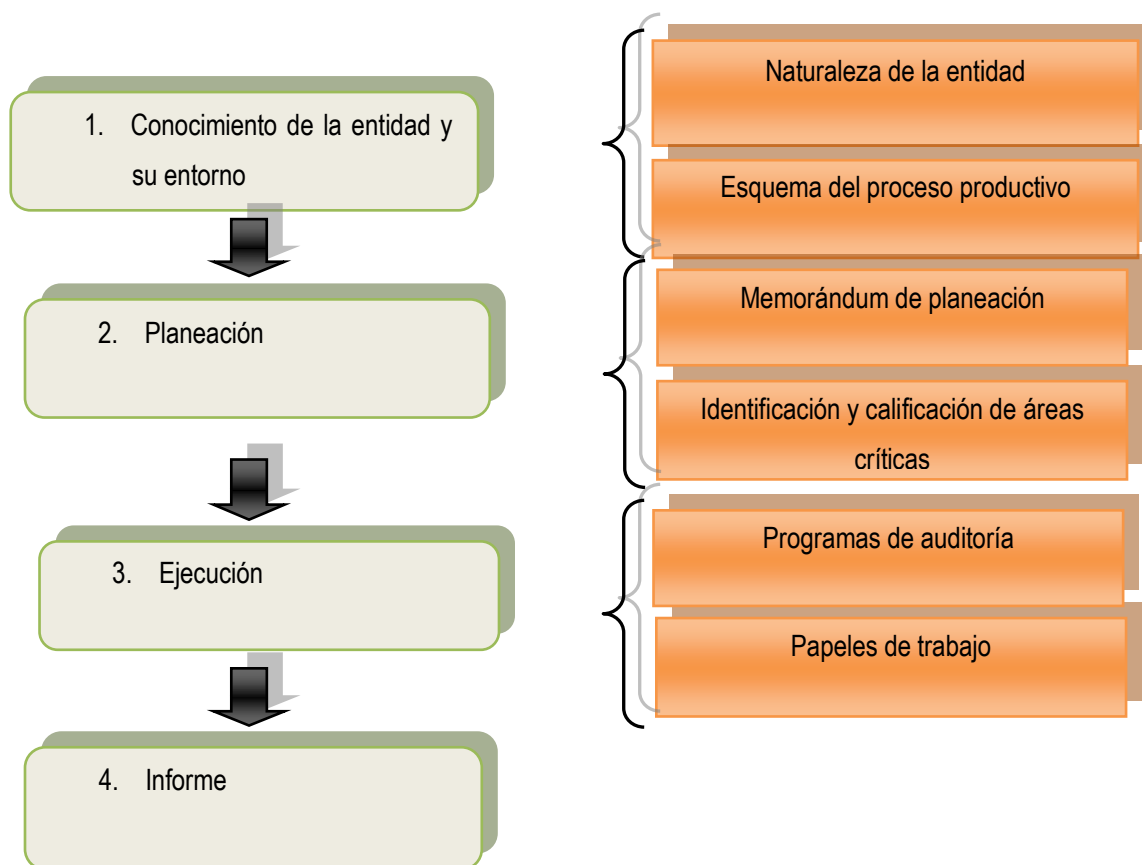 1. Conocimiento de la entidad y
su entorno
Naturaleza de la entidad
Esquema del proceso productivo
2. Planeación
Memorándum de planeación
Identificación y calificación de áreas
críticas
3. Ejecución
Programas de auditoría
Papeles de trabajo
4. Informe